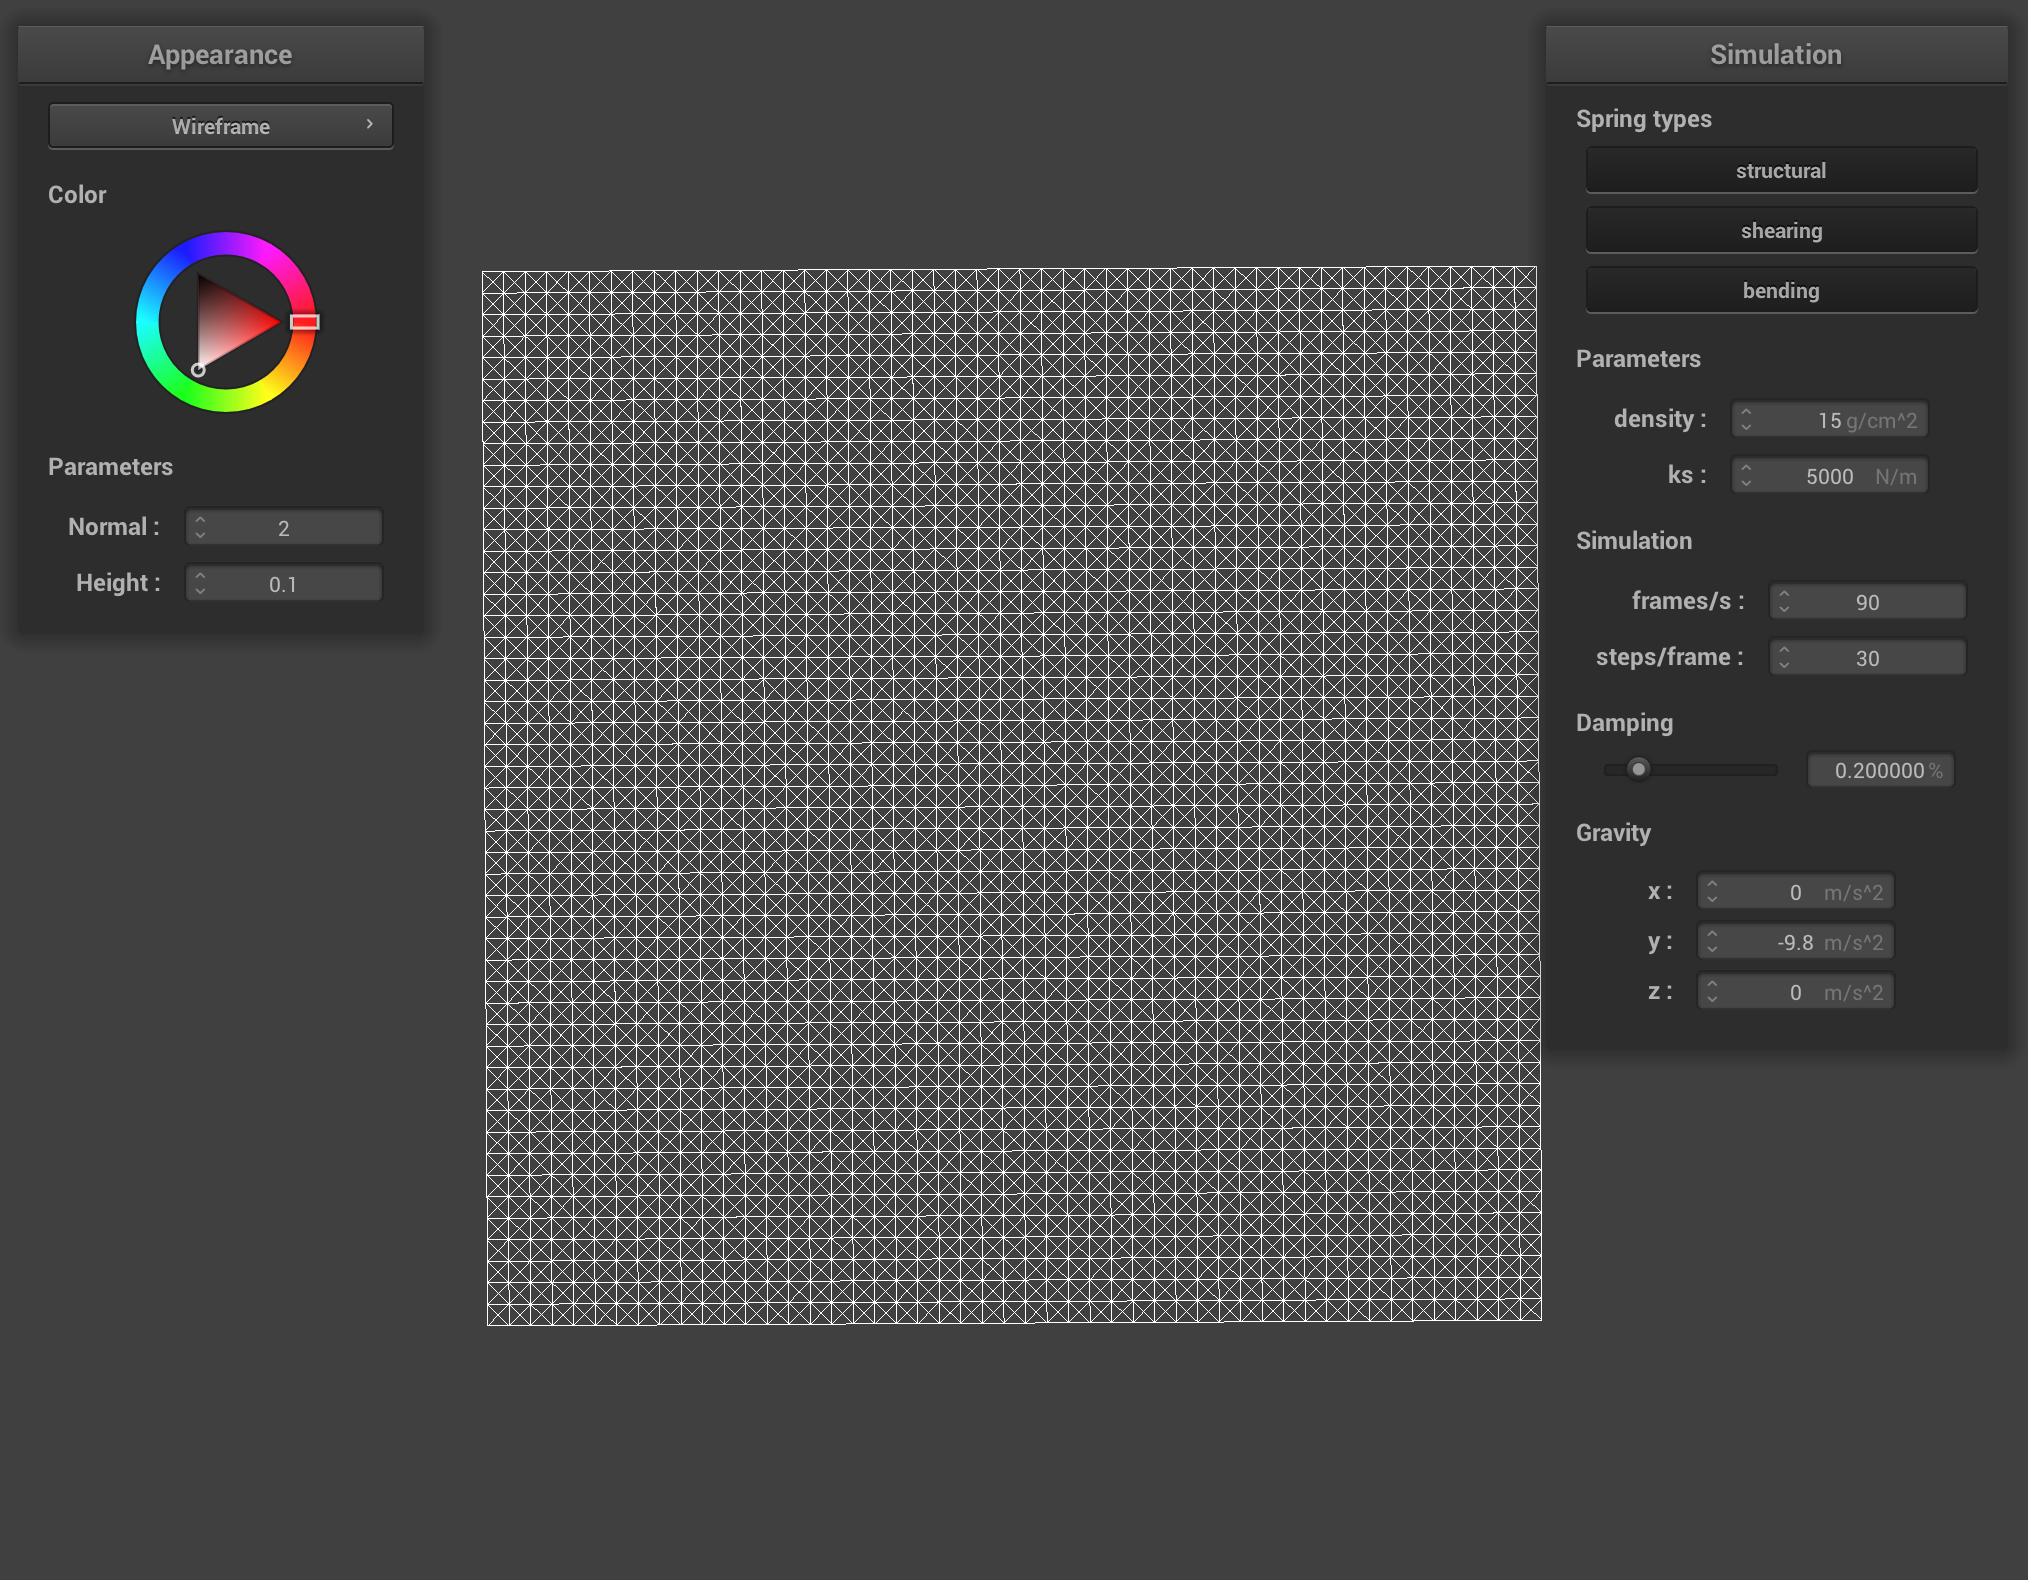 Appearance
Wireframe
Color
Parameters
Normal : 2
Height : 0.1
Simulation
Spring types
structural
shearing
bending
Parameters
density : 15 g/cm^2
ks : 5000 N/m
Simulation
frames/s : 90
steps/frame : 30
Damping
0.200000 %
Gravity
x : 0 m/s^2
y : -9.8 m/s^2
z : 0 m/s^2